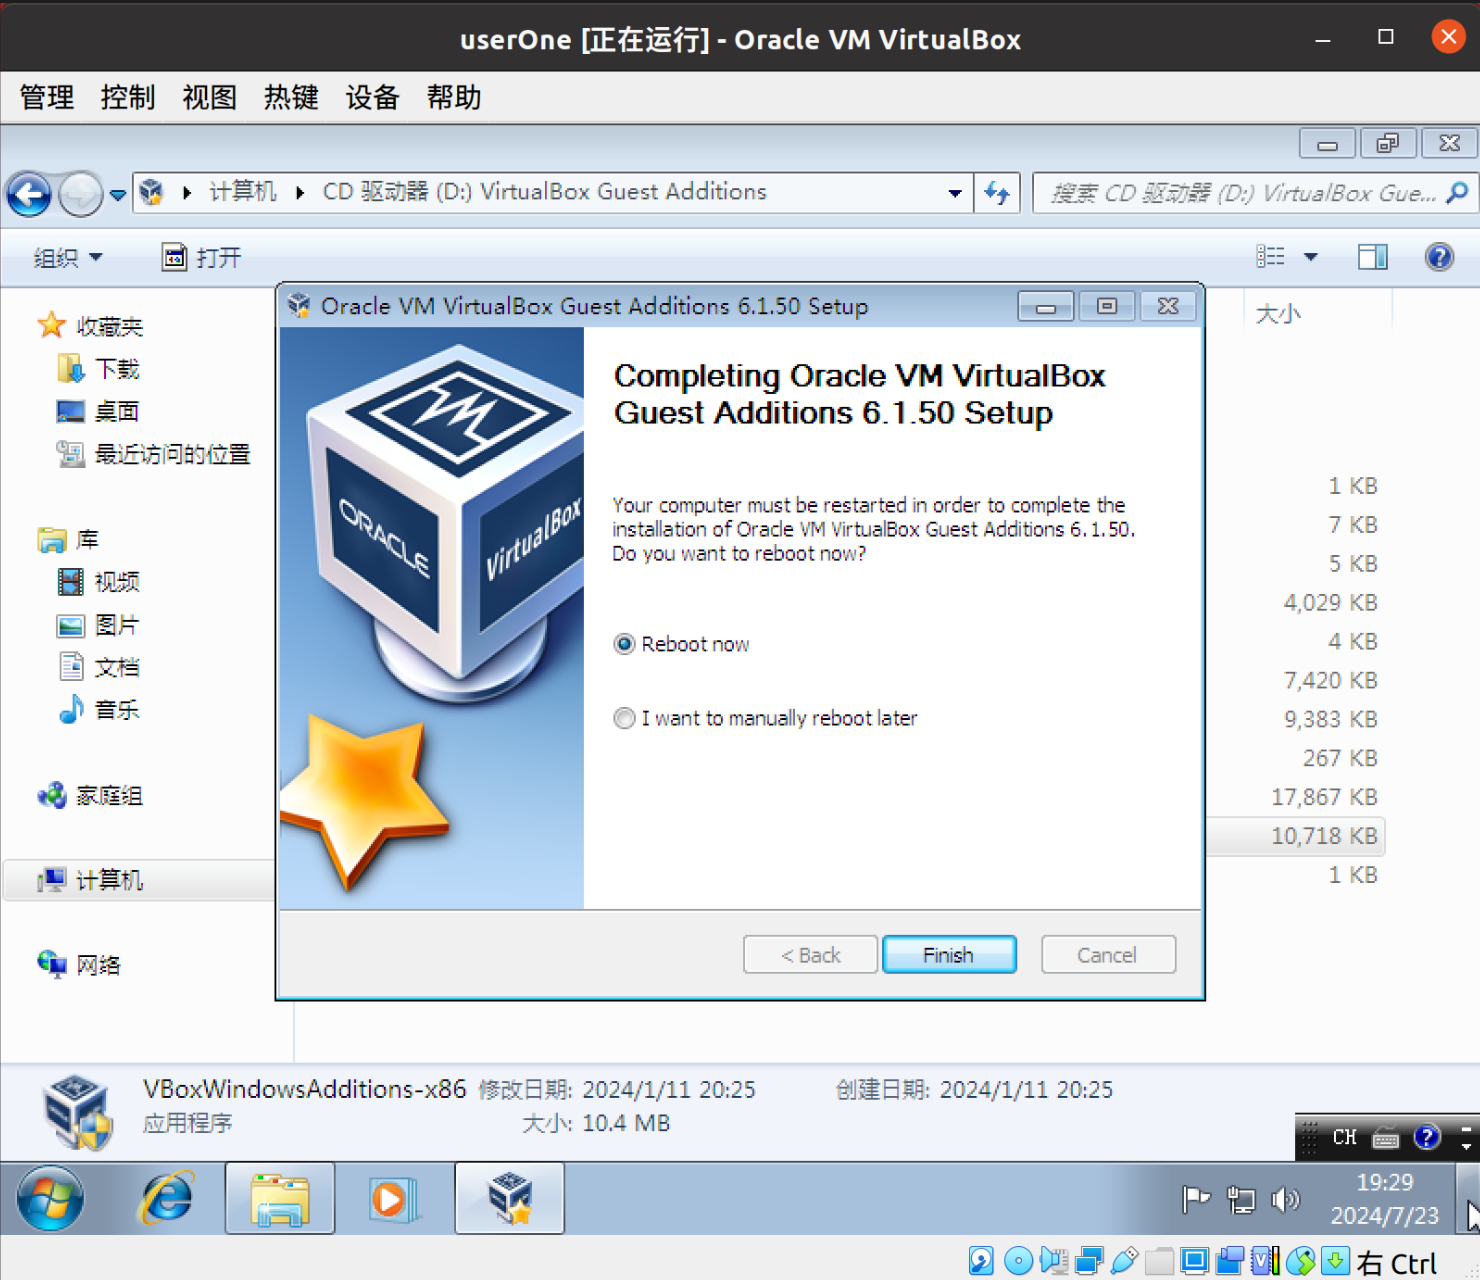 userOne [正在运行] - Oracle VM VirtualBox
管理 控制 视图 热键 设备 帮助
计算机 CD 驱动器 (D:) VirtualBox Guest Additions
搜索 CD 驱动器 (D:) VirtualBox Gue...
组织 打开
Oracle VM VirtualBox Guest Additions 6.1.50 Setup
大小
收藏夹
下载
桌面
最近访问的位置
库
视频
图片
文档
音乐
家庭组
计算机
网络
ORACLE
VirtualBox
Completing Oracle VM VirtualBox
Guest Additions 6.1.50 Setup
Your computer must be restarted in order to complete the
installation of Oracle VM VirtualBox Guest Additions 6.1.50.
Do you want to reboot now?
Reboot now
I want to manually reboot later
< Back Finish Cancel
1 KB
7 KB
5 KB
4,029 KB
4 KB
7,420 KB
9,383 KB
267 KB
17,867 KB
10,718 KB
1 KB
VBoxWindowsAdditions-x86 修改日期: 2024/1/11 20:25 创建日期: 2024/1/11 20:25
应用程序 大小: 10.4 MB
CH
19:29
2024/7/23
右 Ctrl